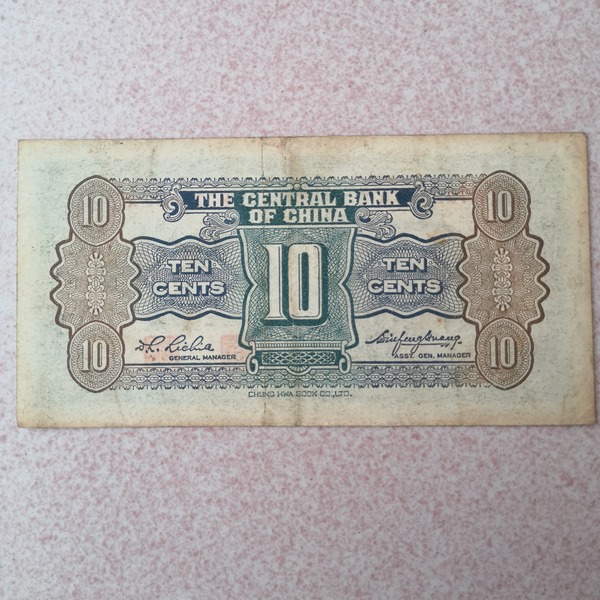 THE CENTRAL BANK
OF CHINA
10
10
TEN
CENTS
10
TEN
CENTS
GENERAL MANAGER
ASST. GEN. MANAGER
10
10
CHUNG HWA BOOK CO., LTD.